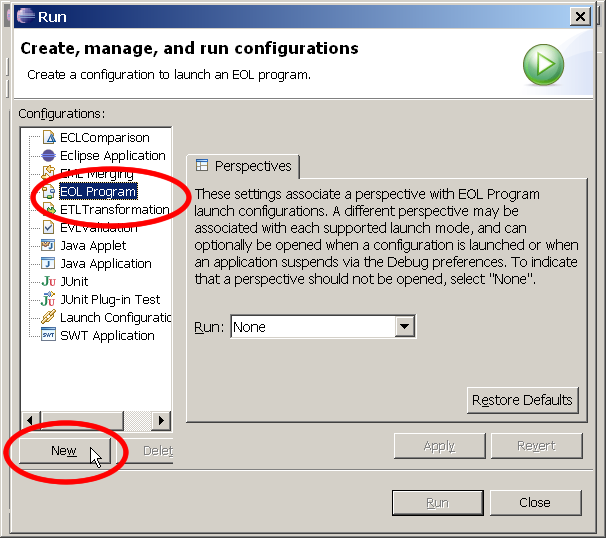 Run
Create, manage, and run configurations
Create a configuration to launch an EOL program.
Configurations:
ECLComparison
Eclipse Application
EML Merging
EOL Program
ETLTransformation
EVLValidation
Java Applet
Java Application
JUnit
JUnit Plug-in Test
Launch Configuratio
SWT Application
New
Delet
Perspectives
These settings associate a perspective with EOL Program
launch configurations. A different perspective may be
associated with each supported launch mode, and can
optionally be opened when a configuration is launched or when
an application suspends via the Debug preferences. To indicate
that a perspective should not be opened, select "None".
Run: None
Restore Defaults
Apply Revert
Run Close